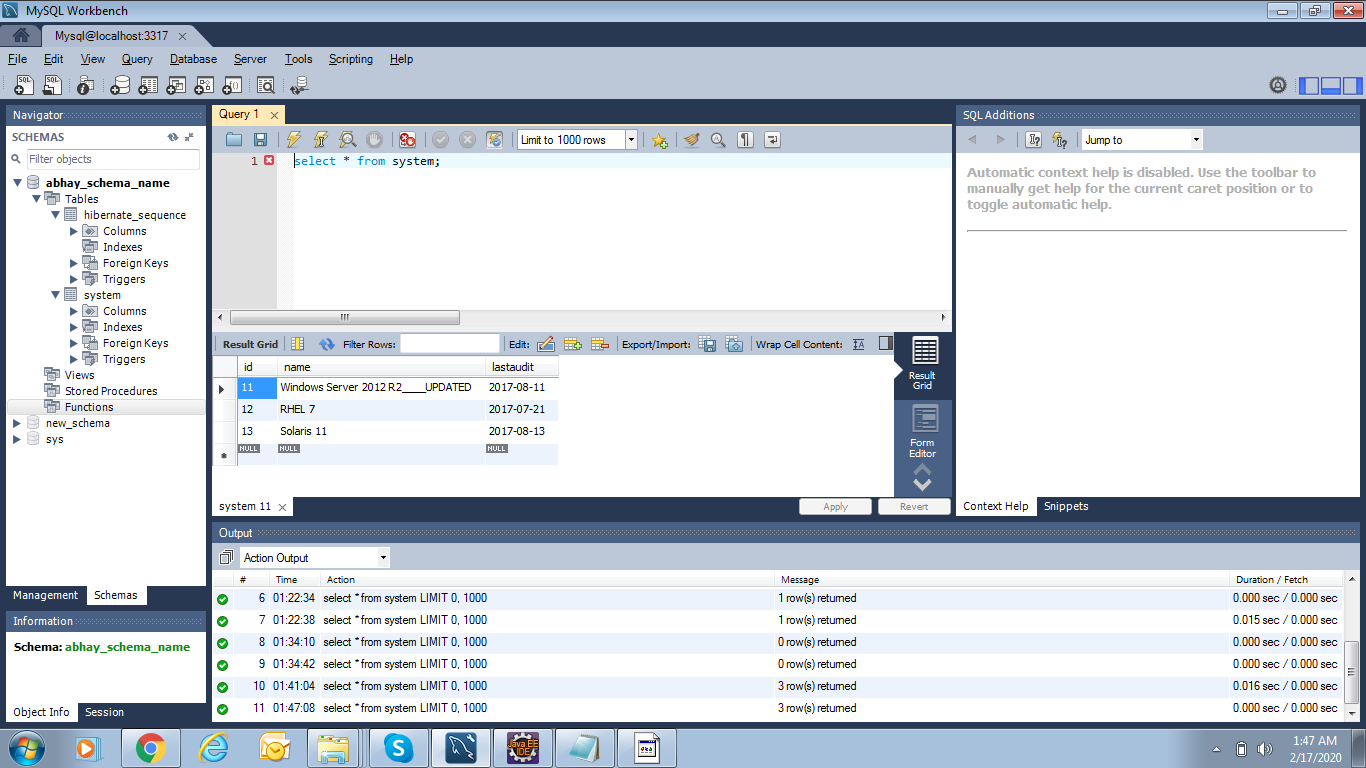 MySQL Workbench
Mysql@localhost:3317
File Edit View Query Database Server Tools Scripting Help
Navigator
SCHEMAS
Filter objects
abhay_schema_name
Tables
hibernate_sequence
Columns
Indexes
Foreign Keys
Triggers
system
Columns
Indexes
Foreign Keys
Triggers
Views
Stored Procedures
Functions
new_schema
sys
Management Schemas
Information
Schema: abhay_schema_name
Object Info Session
Query 1
Limit to 1000 rows
1 select * from system;
Result Grid Filter Rows: Edit: Export/Import: Wrap Cell Content:
id name lastaudit
11 Windows Server 2012 R2____UPDATED 2017-08-11
12 RHEL 7 2017-07-21
13 Solaris 11 2017-08-13
NULL NULL NULL
Result
Grid
Form
Editor
system 11
Apply Revert
SQL Additions
Jump to
Automatic context help is disabled. Use the toolbar to
manually get help for the current caret position or to
toggle automatic help.
Context Help Snippets
Output
Action Output
# Time Action Message Duration / Fetch
6 01:22:34 select * from system LIMIT 0, 1000 1 row(s) returned 0.000 sec / 0.000 sec
7 01:22:38 select * from system LIMIT 0, 1000 1 row(s) returned 0.015 sec / 0.000 sec
8 01:34:10 select * from system LIMIT 0, 1000 0 row(s) returned 0.000 sec / 0.000 sec
9 01:34:42 select * from system LIMIT 0, 1000 0 row(s) returned 0.000 sec / 0.000 sec
10 01:41:04 select * from system LIMIT 0, 1000 3 row(s) returned 0.016 sec / 0.000 sec
11 01:47:08 select * from system LIMIT 0, 1000 3 row(s) returned 0.000 sec / 0.000 sec
Java EE
IDE
1:47 AM
2/17/2020